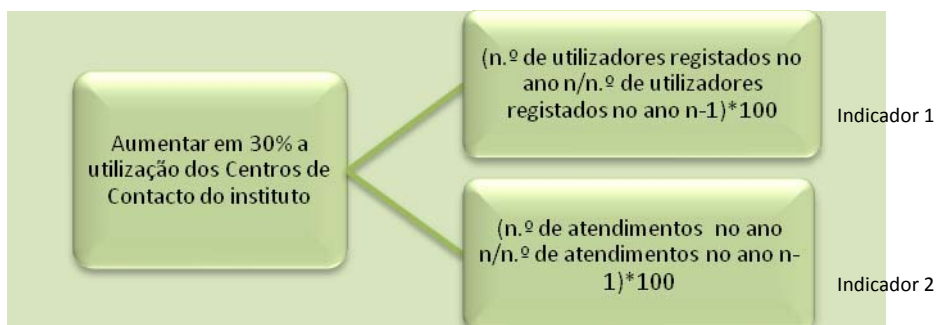 (n.º de utilizadores registados no
ano n/n.º de utilizadores
registados no ano n-1)*100
Indicador 1
Aumentar em 30% a
utilização dos Centros de
Contacto do instituto
(n.º de atendimentos no ano
n/n.º de atendimentos no ano n-
1)*100
Indicador 2